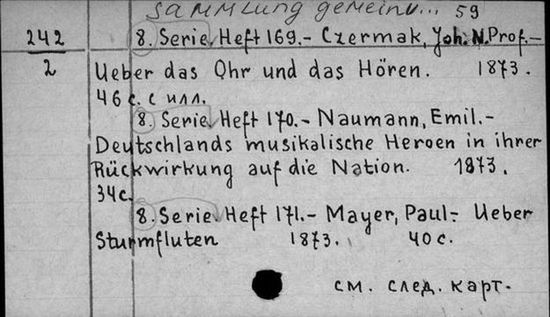 Sammlung gemeinv... 59
242 8. Serie, Heft 169.- Czermak, Joh. N. Prof.-
2 Ueber das Ohr und das Hören. 1873.
46 с. с илл.
8. Serie, Heft 170.- Naumann, Emil.-
Deutschlands musikalische Heroen in ihrer
Rückwirkung auf die Nation. 1873.
34с.
8. Serie, Heft 171.- Mayer, Paul.- Ueber
Sturmfluten 1873. 40 с.
см. след. карт.